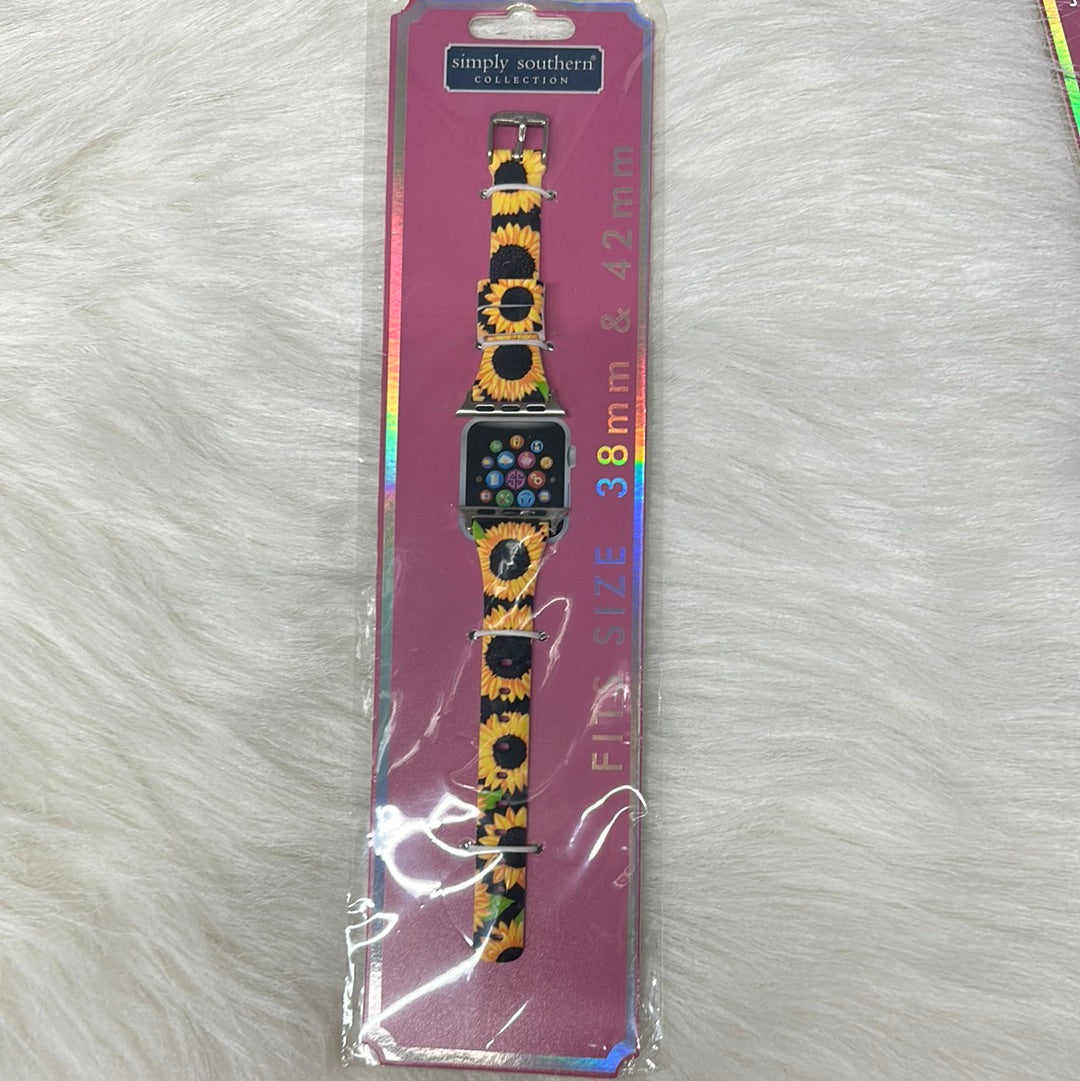 simply southern®
COLLECTION
FITS SIZE 38mm & 42mm